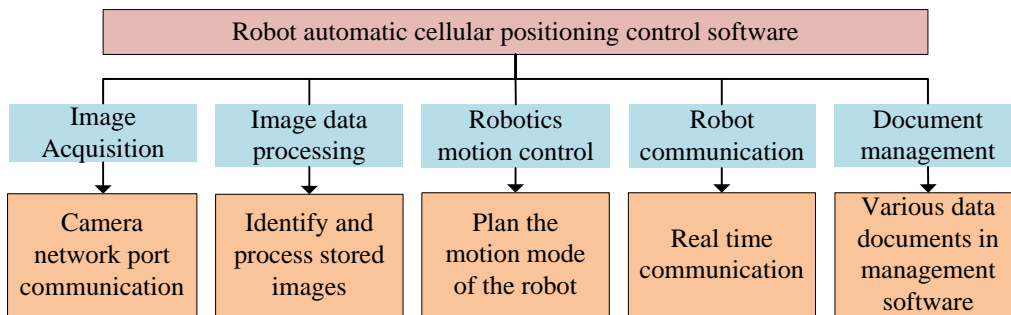 Robot automatic cellular positioning control software
Image
Acquisition
Image data
processing
Robotics
motion control
Robot
communication
Document
management
Camera
network port
communication
Identify and
process stored
images
Plan the
motion mode
of the robot
Real time
communication
Various data
documents in
management
software